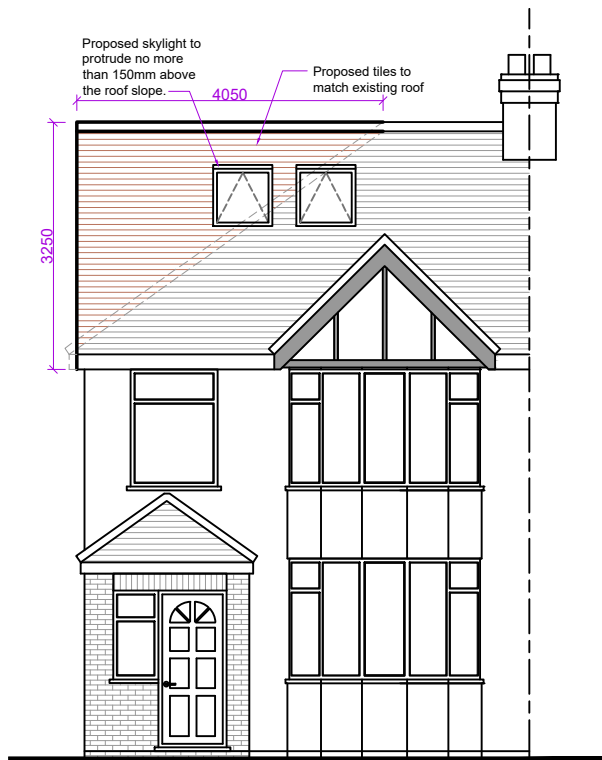 Proposed skylight to
protrude no more
than 150mm above
the roof slope.
Proposed tiles to
match existing roof
4050
3250